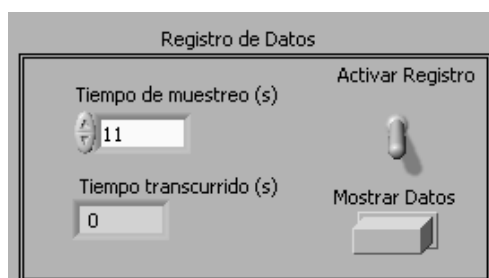 Registro de Datos
Activar Registro
Tiempo de muestreo (s)
11
Tiempo transcurrido (s)
Mostrar Datos
0